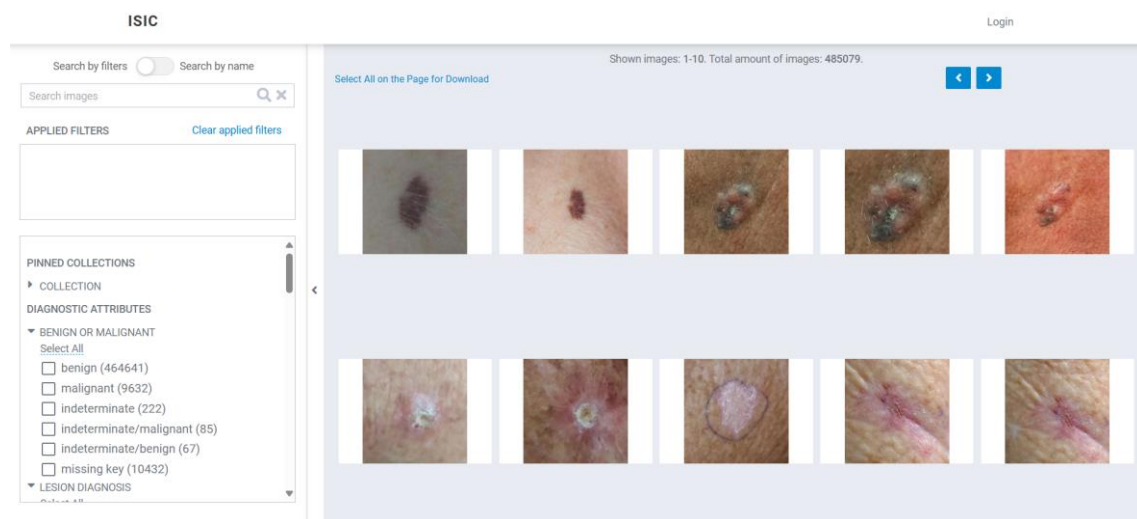 ISIC
Login
Search by filters Search by name
Search images
APPLIED FILTERS Clear applied filters
PINNED COLLECTIONS
COLLECTION
DIAGNOSTIC ATTRIBUTES
BENIGN OR MALIGNANT
Select All
benign (464641)
malignant (9632)
indeterminate (222)
indeterminate/malignant (85)
indeterminate/benign (67)
missing key (10432)
LESION DIAGNOSIS
Select All
Shown images: 1-10. Total amount of images: 485079.
Select All on the Page for Download